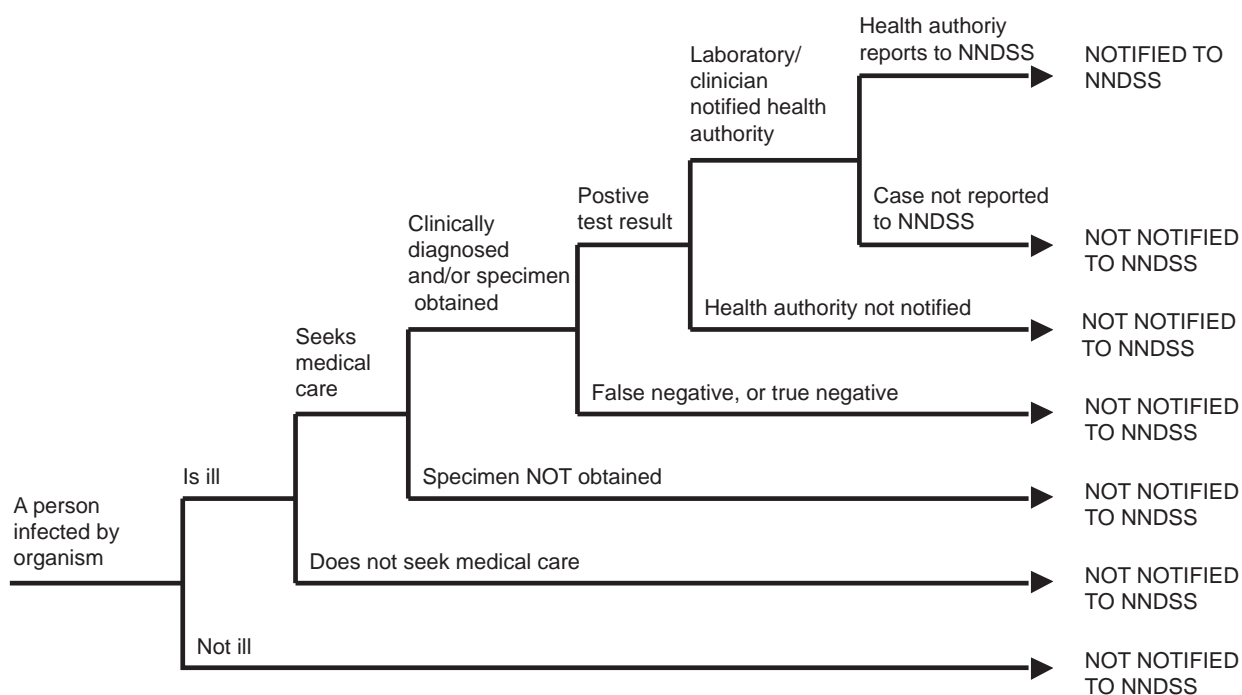 Health authoriy
reports to NNDSS
NOTIFIED TO
NNDSS
Laboratory/
clinician
notified health
authority
Case not reported
to NNDSS
NOT NOTIFIED
TO NNDSS
Postive
test result
Health authority not notified
NOT NOTIFIED
TO NNDSS
Clinically
diagnosed
and/or specimen
obtained
False negative, or true negative
NOT NOTIFIED
TO NNDSS
Seeks
medical
care
Specimen NOT obtained
NOT NOTIFIED
TO NNDSS
Is ill
Does not seek medical care
NOT NOTIFIED
TO NNDSS
A person
infected by
organism
Not ill
NOT NOTIFIED
TO NNDSS